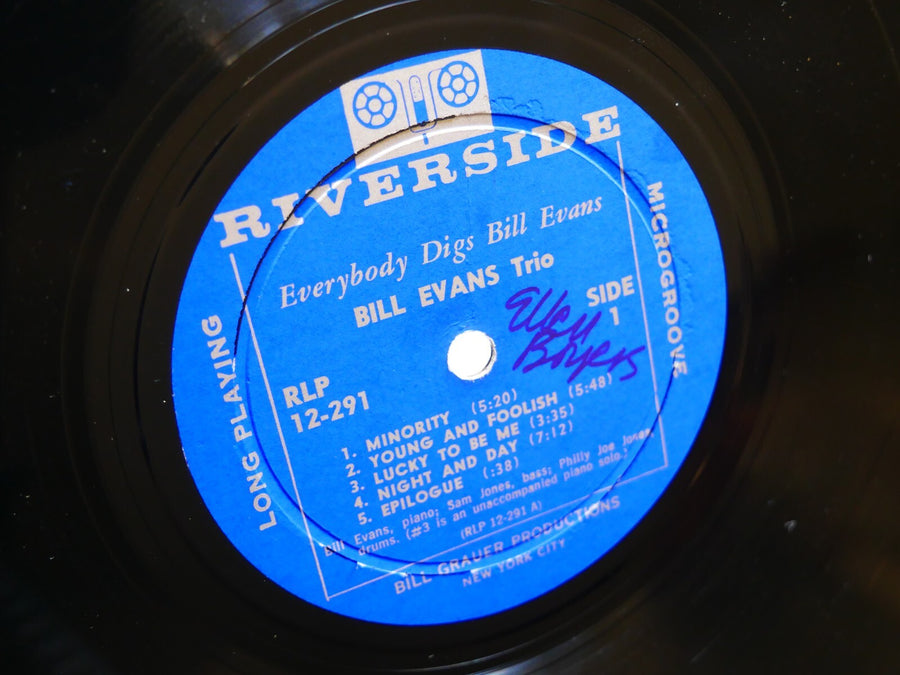 RIVERSIDE
Everybody Digs Bill Evans
BILL EVANS Trio
LONG PLAYING
MICROGROOVE
SIDE
1
RLP
12-291
1. MINORITY (5:20)
2. YOUNG AND FOOLISH (5:48)
3. LUCKY TO BE ME (3:35)
4. NIGHT AND DAY (7:12)
5. EPILOGUE (:38)
Bill Evans, piano; Sam Jones, bass; Philly Joe Jones,
drums. (#3 is an unaccompanied piano solo.)
(RLP 12-291 A)
BILL GRAUER PRODUCTIONS
NEW YORK CITY